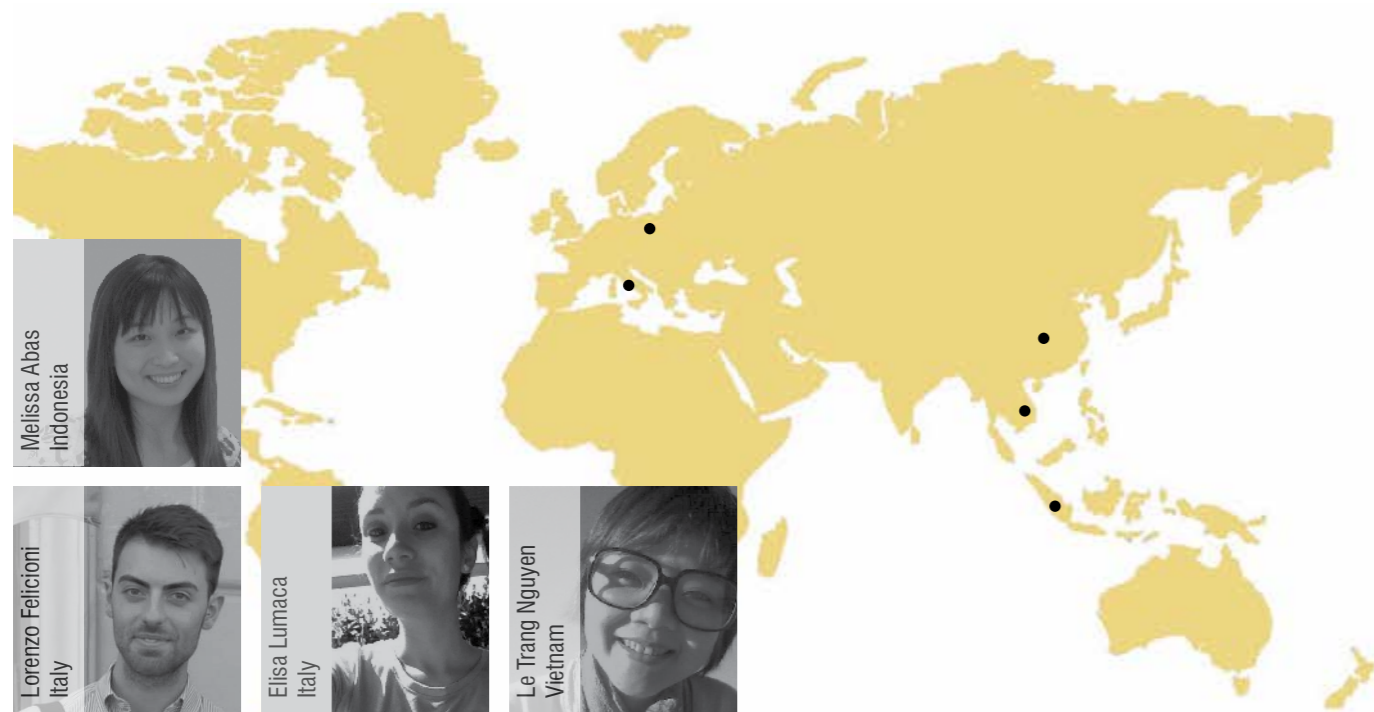 Melissa Abas
Indonesia
Lorenzo Felicioni
Italy
Elisa Lumaca
Italy
Le Trang Nguyen
Vietnam